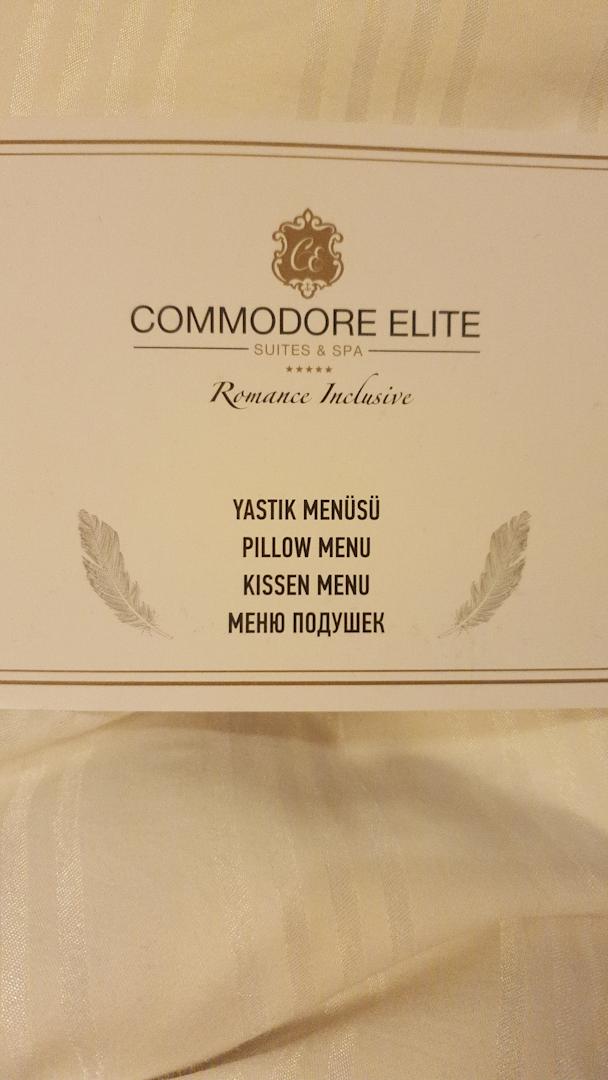 CE
COMMODORE ELITE
SUITES & SPA
★★★★★
Romance Inclusive
YASTIK MENÜSÜ
PILLOW MENU
KISSEN MENU
МЕНЮ ПОДУШЕК